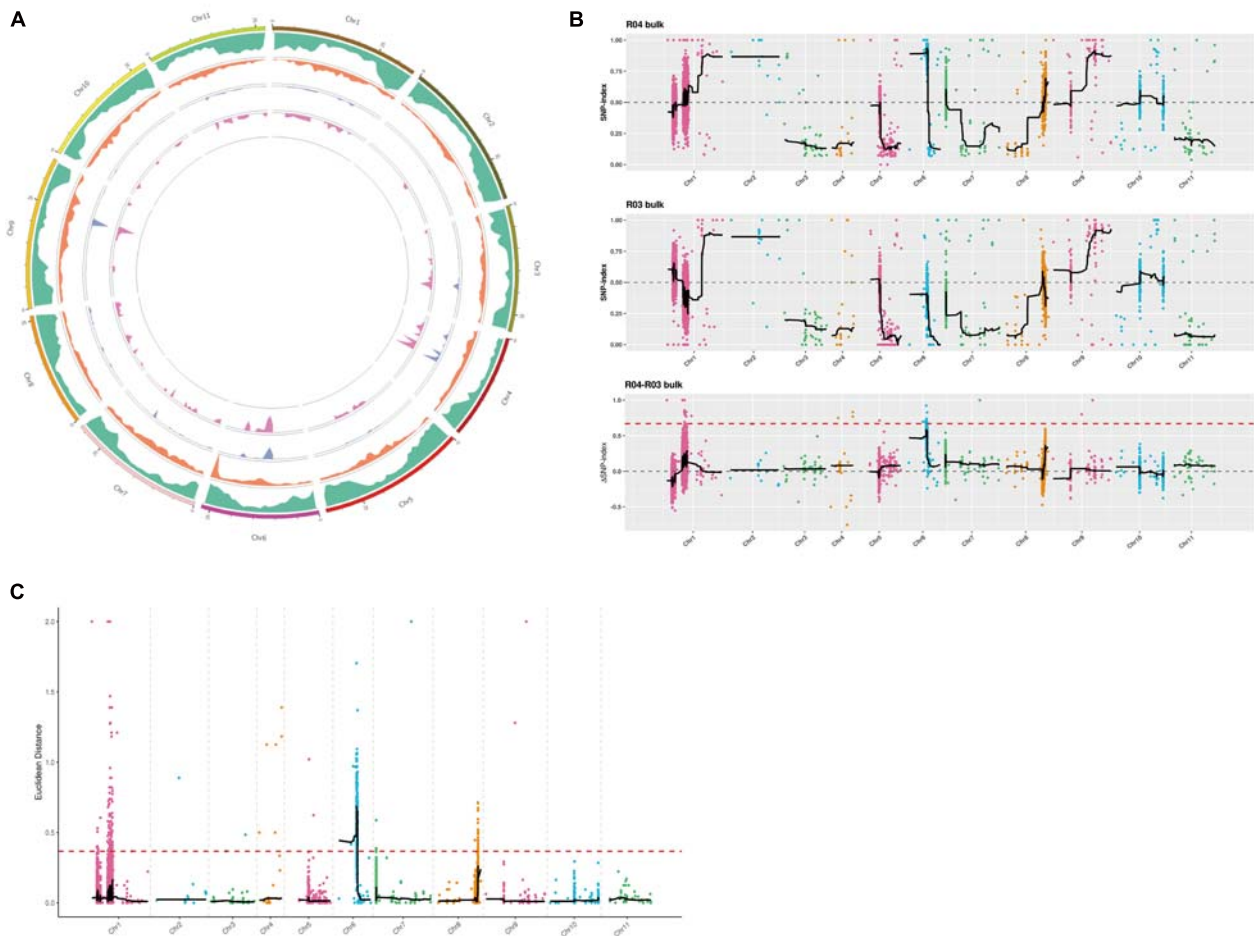 A
Chr1
Chr2
Chr3
Chr4
Chr5
Chr6
Chr7
Chr8
Chr9
Chr10
Chr11
B
R04 bulk
SNP-index
1.00
0.75
0.50
0.25
0.00
Chr1 Chr2 Chr3 Chr4 Chr5 Chr6 Chr7 Chr8 Chr9 Chr10 Chr11
R03 bulk
SNP-index
1.00
0.75
0.50
0.25
0.00
Chr1 Chr2 Chr3 Chr4 Chr5 Chr6 Chr7 Chr8 Chr9 Chr10 Chr11
R04-R03 bulk
ΔSNP-index
1.0
0.5
0.0
-0.5
Chr1 Chr2 Chr3 Chr4 Chr5 Chr6 Chr7 Chr8 Chr9 Chr10 Chr11
C
Euclidean Distance
2.0
1.5
1.0
0.5
0.0
Chr1 Chr2 Chr3 Chr4 Chr5 Chr6 Chr7 Chr8 Chr9 Chr10 Chr11